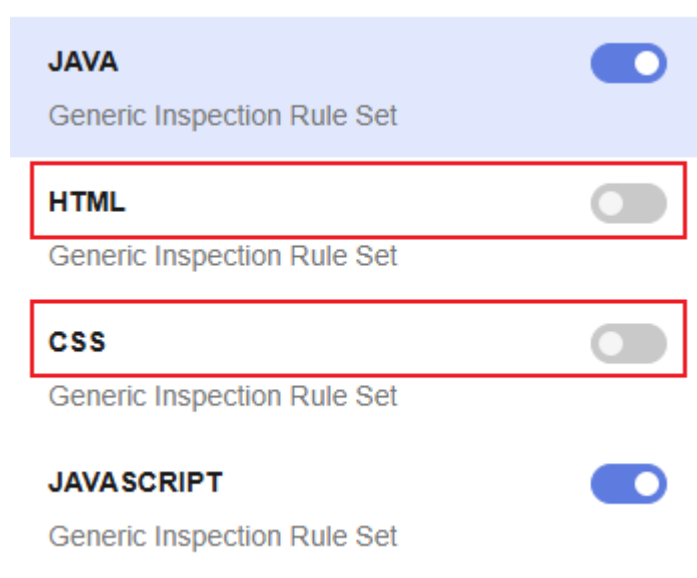 JAVA
Generic Inspection Rule Set
HTML
Generic Inspection Rule Set
CSS
Generic Inspection Rule Set
JAVASCRIPT
Generic Inspection Rule Set